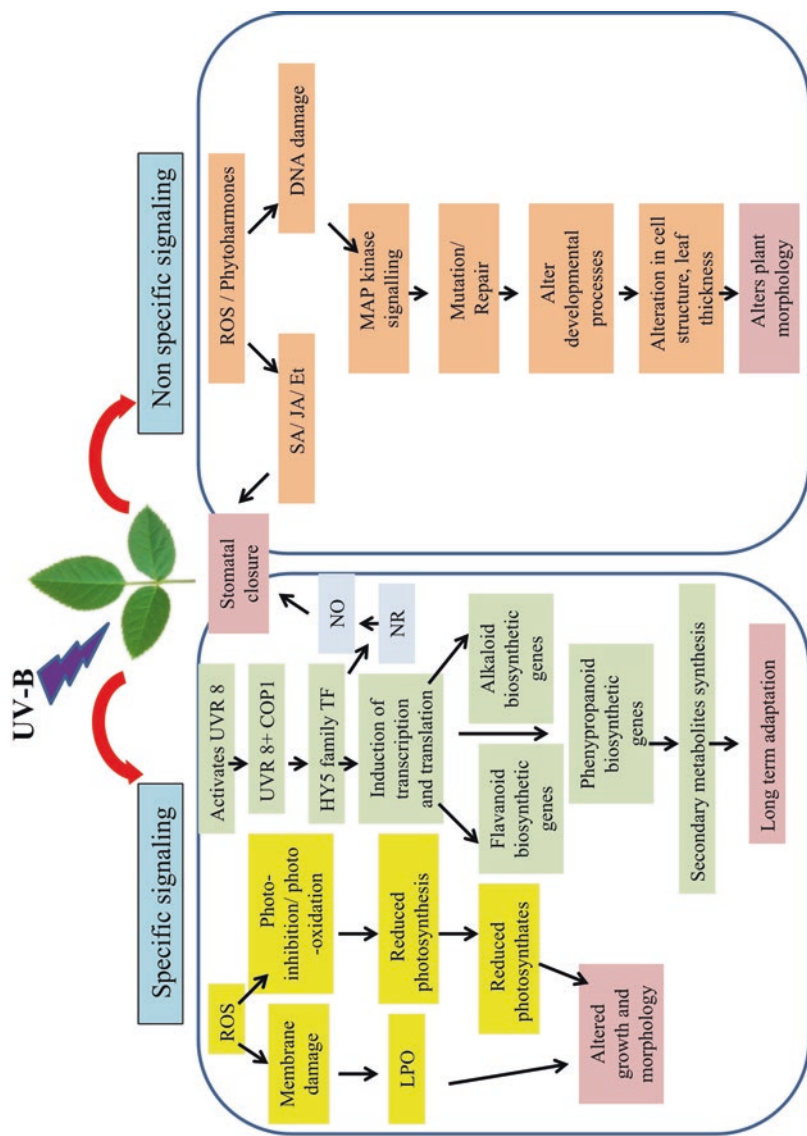 UV-B
Specific signaling
Non specific signaling
ROS
Membrane
damage
LPO
Photo-
inhibition/ photo
-oxidation
Reduced
photosynthesis
Reduced
photosynthates
Altered
growth and
morphology
Activates UVR 8
UVR 8+ COP1
HY5 family TF
Induction of
transcription
and translation
Flavanoid biosynthetic
genes
Alkaloid
biosynthetic
genes
Phenypropanoid
biosynthetic
genes
Secondary metabolites synthesis
Long term adaptation
NO
NR
Stomatal
closure
ROS / Phytoharmones
SA/ JA/ Et
DNA damage
MAP kinase
signalling
Mutation/
Repair
Alter
developmental
processes
Alteration in cell
structure, leaf
thickness
Alters plant
morphology